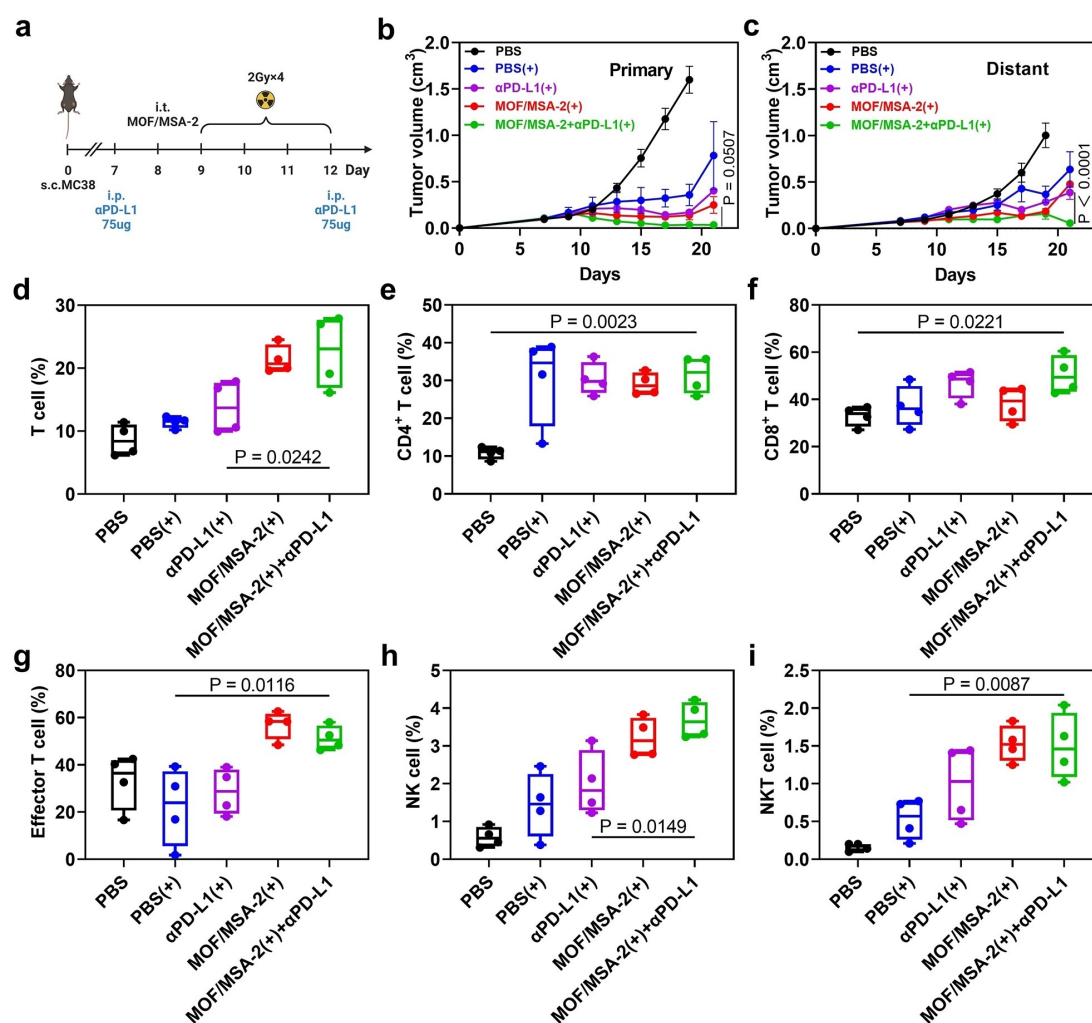 a
2Gy×4
i.t.
MOF/MSA-2
0 7 8 9 10 11 12 Day
s.c.MC38
i.p.
αPD-L1
75ug
i.p.
αPD-L1
75ug
b
Tumor volume (cm³)
2.0
1.5
1.0
0.5
0.0
PBS
PBS(+)
αPD-L1(+)
MOF/MSA-2(+)
MOF/MSA-2+αPD-L1(+)
Primary
P = 0.0507
0 5 10 15 20
Days
c
Tumor volume (cm³)
2.0
1.5
1.0
0.5
0.0
PBS
PBS(+)
αPD-L1(+)
MOF/MSA-2(+)
MOF/MSA-2+αPD-L1(+)
Distant
P < 0.0001
0 5 10 15 20
Days
d
T cell (%)
30
20
10
0
P = 0.0242
PBS
PBS(+)
αPD-L1(+)
MOF/MSA-2(+)
MOF/MSA-2(+)+αPD-L1
e
CD4⁺ T cell (%)
50
40
30
20
10
0
P = 0.0023
PBS
PBS(+)
αPD-L1(+)
MOF/MSA-2(+)
MOF/MSA-2(+)+αPD-L1
f
CD8⁺ T cell (%)
80
60
40
20
0
P = 0.0221
PBS
PBS(+)
αPD-L1(+)
MOF/MSA-2(+)
MOF/MSA-2(+)+αPD-L1
g
Effector T cell (%)
80
60
40
20
0
P = 0.0116
PBS
PBS(+)
αPD-L1(+)
MOF/MSA-2(+)
MOF/MSA-2(+)+αPD-L1
h
NK cell (%)
5
4
3
2
1
0
P = 0.0149
PBS
PBS(+)
αPD-L1(+)
MOF/MSA-2(+)
MOF/MSA-2(+)+αPD-L1
i
NKT cell (%)
2.5
2.0
1.5
1.0
0.5
0.0
P = 0.0087
PBS
PBS(+)
αPD-L1(+)
MOF/MSA-2(+)
MOF/MSA-2(+)+αPD-L1